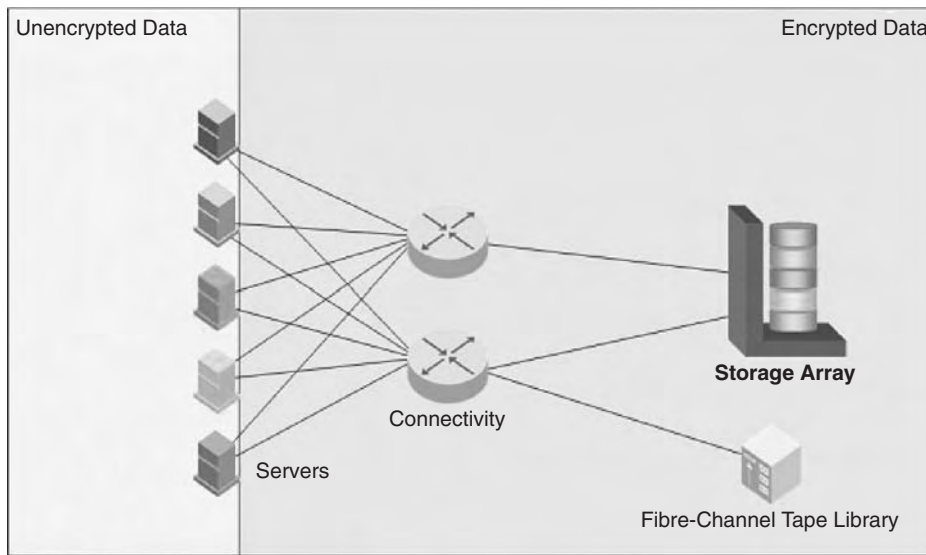 Unencrypted Data
Encrypted Data
Storage Array
Connectivity
Servers
Fibre-Channel Tape Library